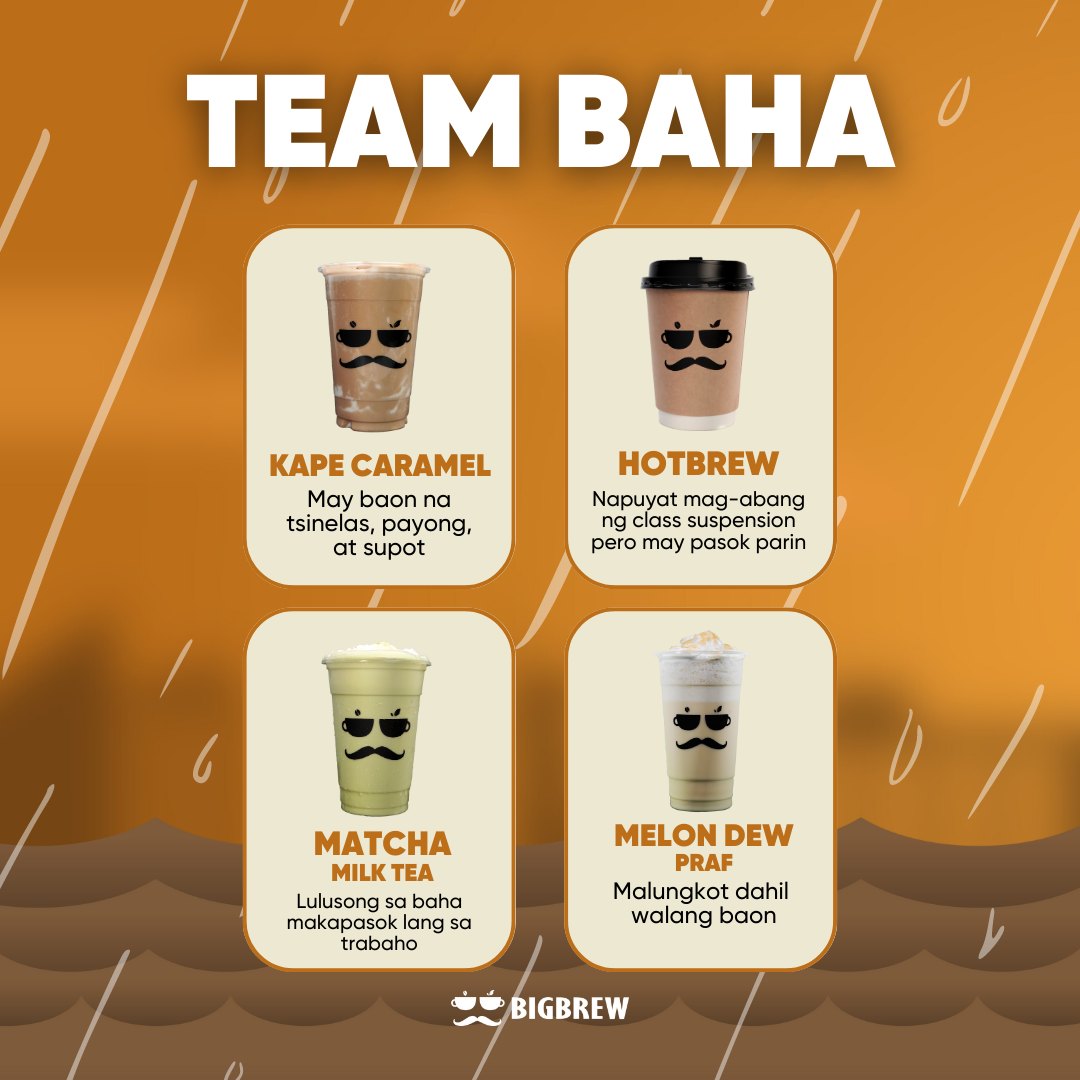 TEAM BAHA
KAPE CARAMEL
May baon na
tsinelas, payong,
at supot
HOTBREW
Napuyat mag-abang
ng class suspension
pero may pasok parin
MATCHA
MILK TEA
Lulusong sa baha
makapasok lang sa
trabaho
MELON DEW
PRAF
Malungkot dahil
walang baon
BIGBREW